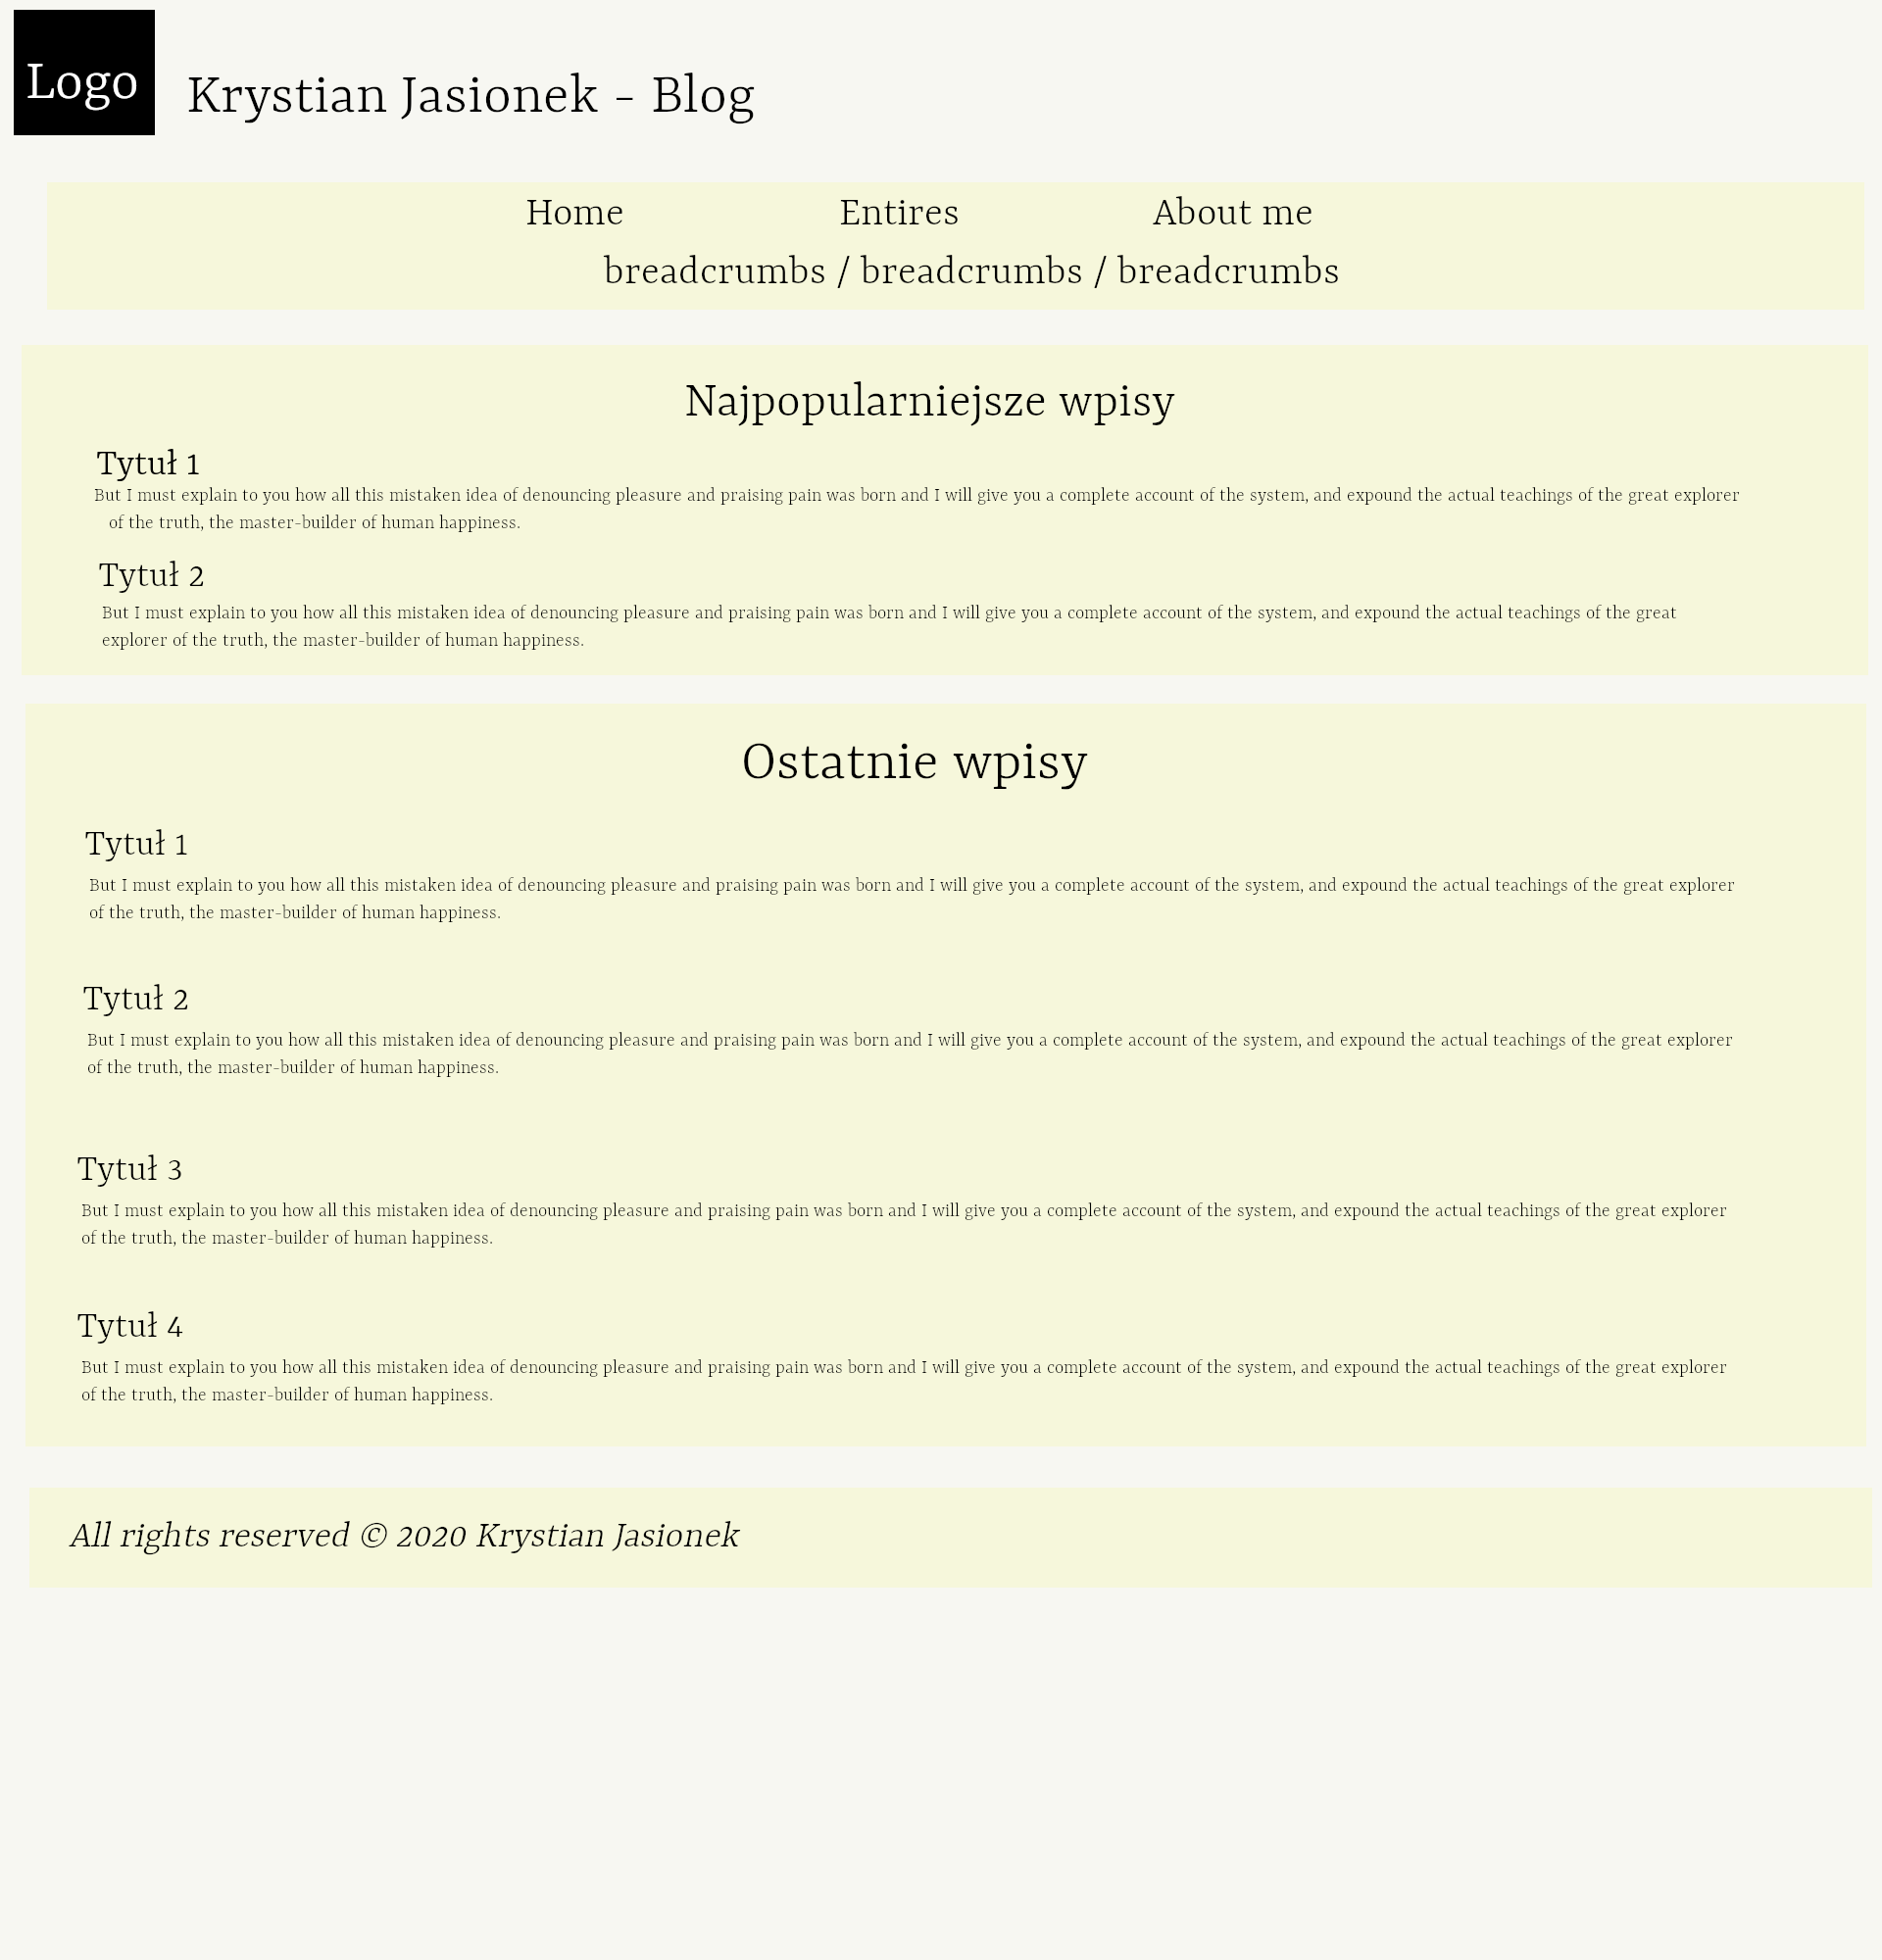 Logo
Krystian Jasionek - Blog
Home Entires About me
breadcrumbs / breadcrumbs / breadcrumbs
Najpopularniejsze wpisy
Tytuł 1
But I must explain to you how all this mistaken idea of denouncing pleasure and praising pain was born and I will give you a complete account of the system, and expound the actual teachings of the great explorer
of the truth, the master-builder of human happiness.
Tytuł 2
But I must explain to you how all this mistaken idea of denouncing pleasure and praising pain was born and I will give you a complete account of the system, and expound the actual teachings of the great
explorer of the truth, the master-builder of human happiness.
Ostatnie wpisy
Tytuł 1
But I must explain to you how all this mistaken idea of denouncing pleasure and praising pain was born and I will give you a complete account of the system, and expound the actual teachings of the great explorer
of the truth, the master-builder of human happiness.
Tytuł 2
But I must explain to you how all this mistaken idea of denouncing pleasure and praising pain was born and I will give you a complete account of the system, and expound the actual teachings of the great explorer
of the truth, the master-builder of human happiness.
Tytuł 3
But I must explain to you how all this mistaken idea of denouncing pleasure and praising pain was born and I will give you a complete account of the system, and expound the actual teachings of the great explorer
of the truth, the master-builder of human happiness.
Tytuł 4
But I must explain to you how all this mistaken idea of denouncing pleasure and praising pain was born and I will give you a complete account of the system, and expound the actual teachings of the great explorer
of the truth, the master-builder of human happiness.
All rights reserved © 2020 Krystian Jasionek